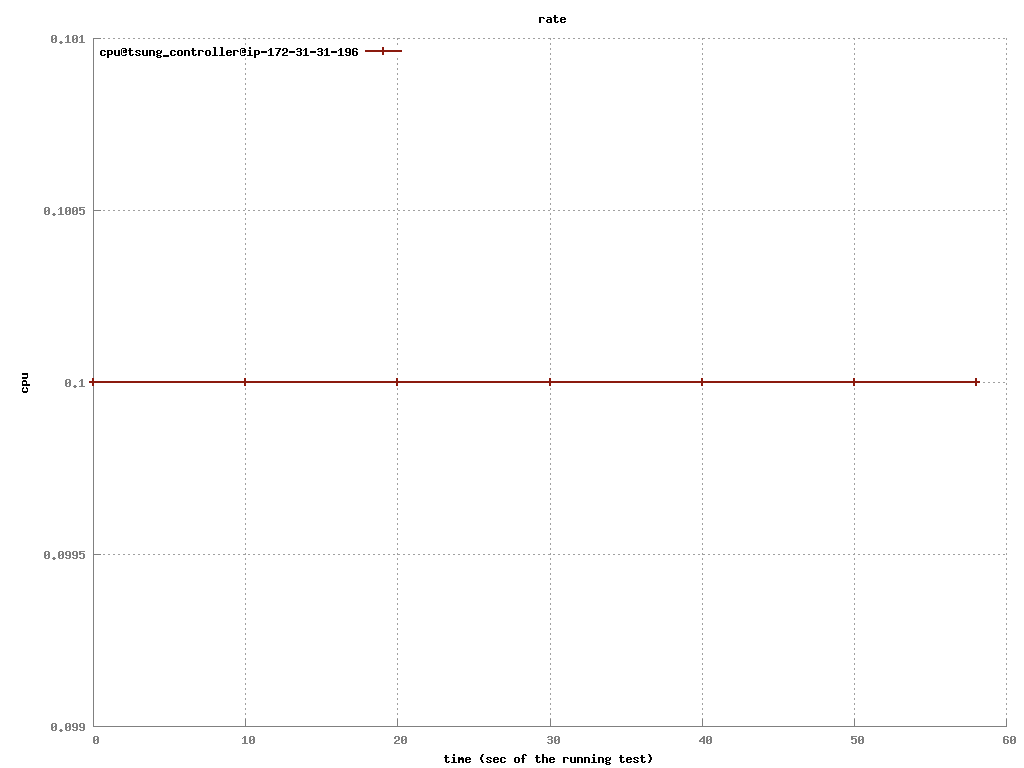 rate
0.101
cpu@tsung_controller@ip-172-31-31-196
0.1005
cpu
0.1
0.0995
0.099
0 10 20 30 40 50 60
time (sec of the running test)